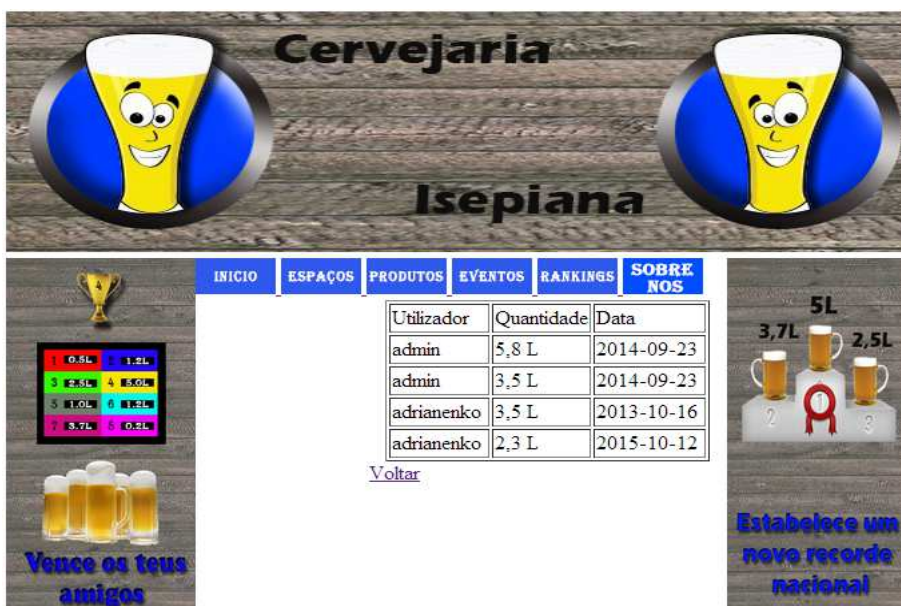 Cervejaria
Isepiana
INICIO ESPAÇOS PRODUTOS EVENTOS RANKINGS SOBRE NOS
4
1 0.5L 2 1.2L
3 2.5L 4 5.0L
5 1.0L 6 1.2L
7 3.7L 8 0.2L
Vence os teus
amigos
Utilizador Quantidade Data
admin 5,8 L 2014-09-23
admin 3,5 L 2014-09-23
adrianenko 3,5 L 2013-10-16
adrianenko 2,3 L 2015-10-12
Voltar
5L
3,7L 2,5L
1
2 3
Estabelece um
novo recorde
nacional